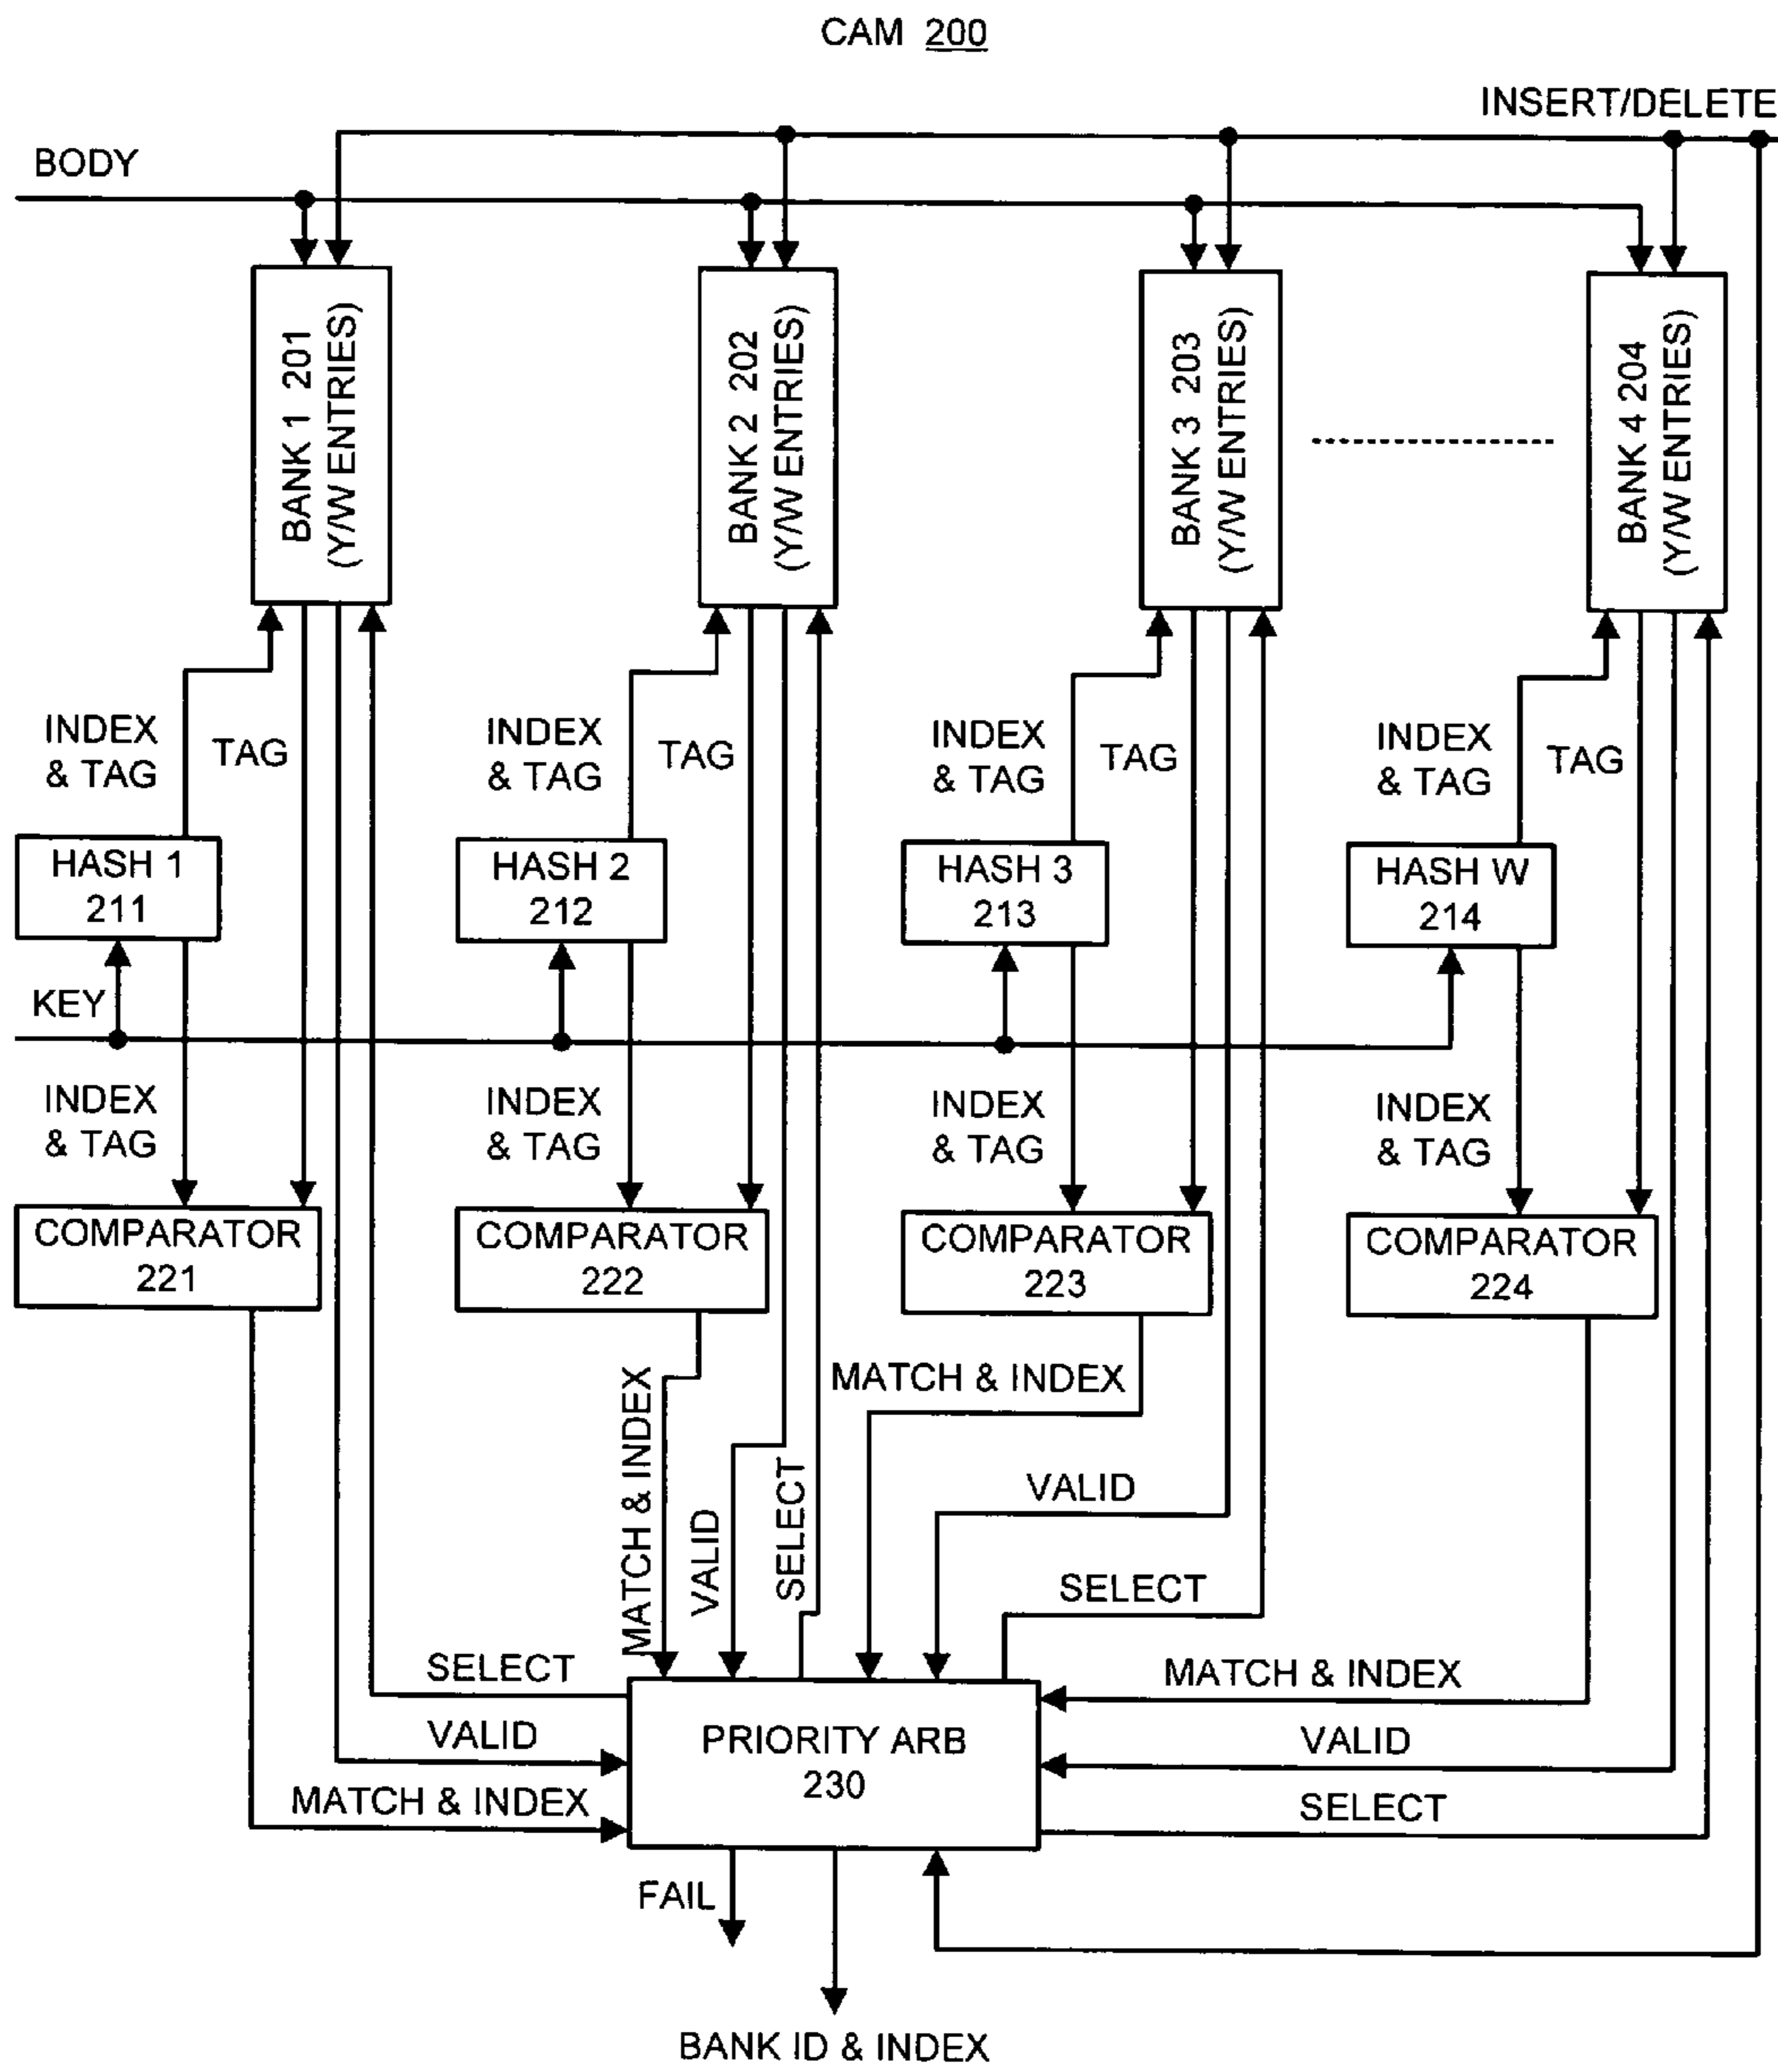 CAM 200
INSERT/DELETE
BODY
BANK 1 201
(Y/W ENTRIES)
BANK 2 202
(Y/W ENTRIES)
BANK 3 203
(Y/W ENTRIES)
BANK 4 204
(Y/W ENTRIES)
INDEX
& TAG
TAG
INDEX
& TAG
TAG
INDEX
& TAG
TAG
INDEX
& TAG
TAG
HASH 1
211
HASH 2
212
HASH 3
213
HASH W
214
KEY
INDEX
& TAG
INDEX
& TAG
INDEX
& TAG
INDEX
& TAG
COMPARATOR
221
COMPARATOR
222
COMPARATOR
223
COMPARATOR
224
MATCH & INDEX
VALID
SELECT
MATCH & INDEX
VALID
SELECT
SELECT
VALID
MATCH & INDEX
PRIORITY ARB
230
MATCH & INDEX
VALID
SELECT
FAIL
BANK ID & INDEX